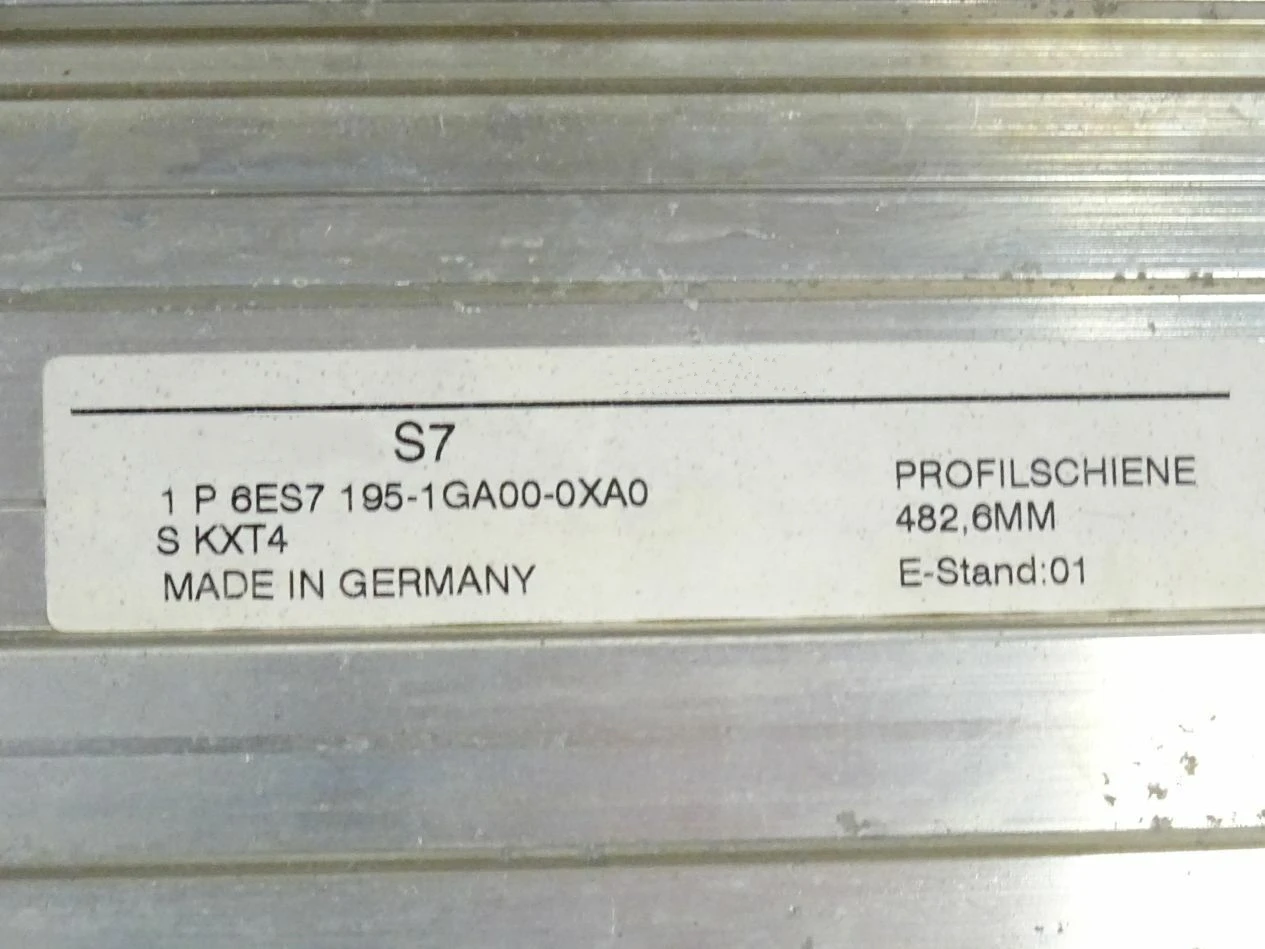 S7
1 P 6ES7 195-1GA00-0XA0
S KXT4
MADE IN GERMANY
PROFILSCHIENE
482,6MM
E-Stand:01